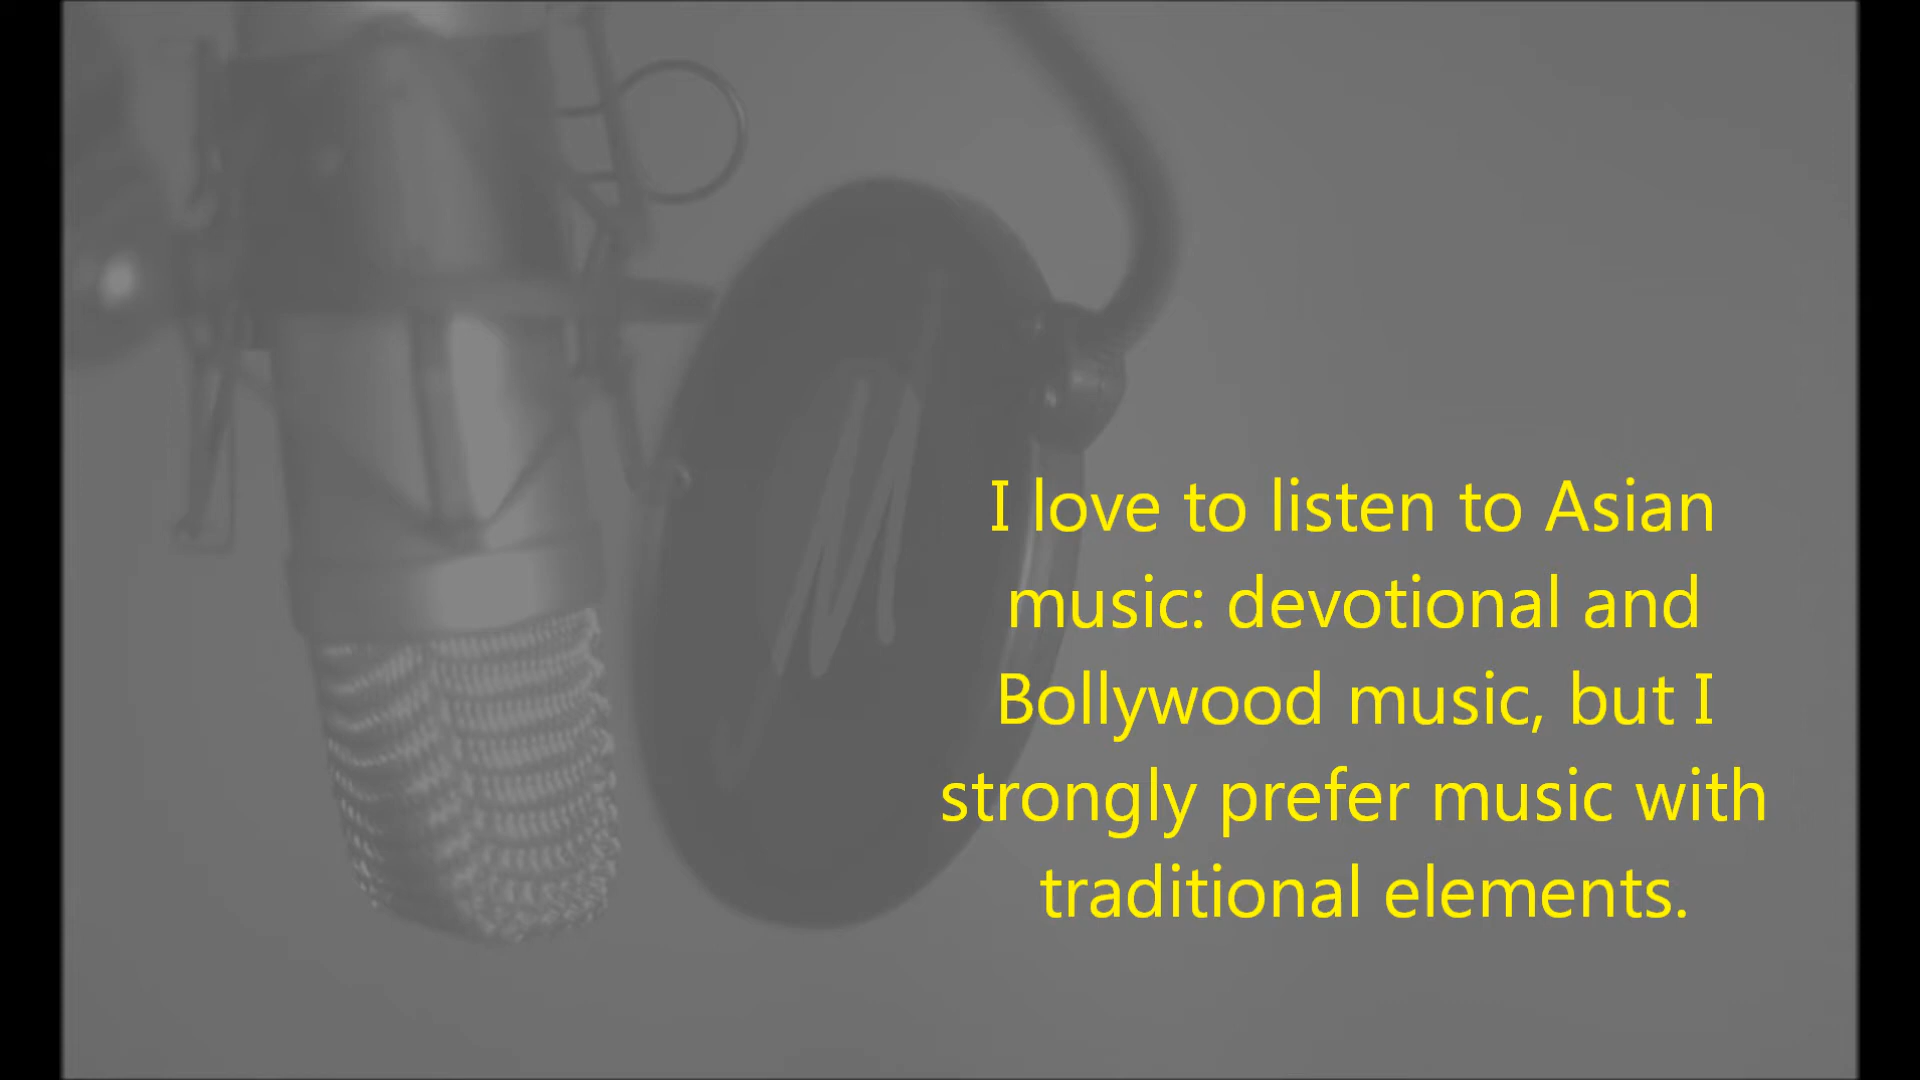 I love to listen to Asian
music: devotional and
Bollywood music, but I
strongly prefer music with
traditional elements.